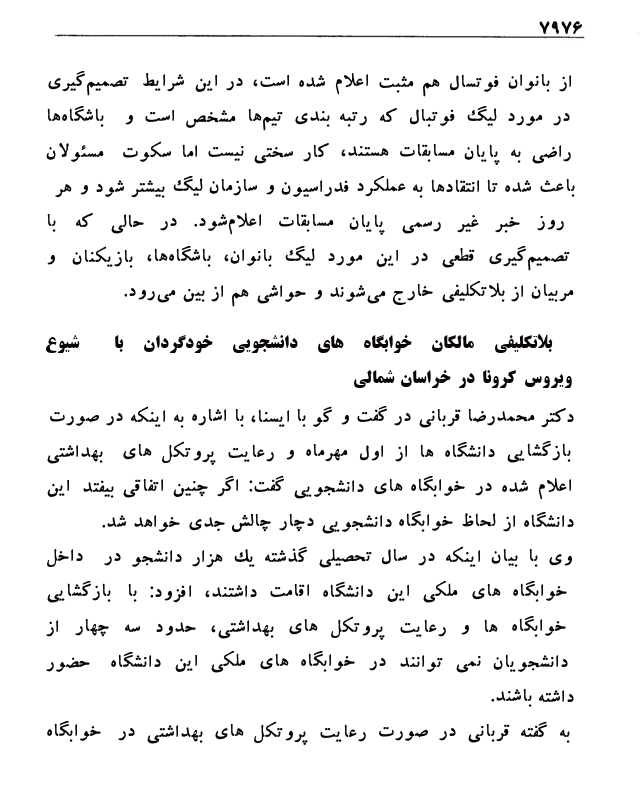 ۷۹۷۶
از بانوان فوتسال هم مثبت اعلام شده است، در این شرایط تصمیم‌گیری
در مورد لیگ فوتبال که رتبه بندی تیم‌ها مشخص است و باشگاه‌ها
راضی به پایان مسابقات هستند، کار سختی نیست اما سکوت مسئولان
باعث شده تا انتقادها به عملکرد فدراسیون و سازمان لیگ بیشتر شود و هر
روز خبر غیر رسمی پایان مسابقات اعلام‌شود. در حالی که با
تصمیم‌گیری قطعی در این مورد لیگ بانوان، باشگاه‌ها، بازیکنان و
مربیان از بلاتکلیفی خارج می‌شوند و حواشی هم از بین می‌رود.
بلاتکلیفی مالکان خوابگاه های دانشجویی خودگردان با شیوع
ویروس کرونا در خراسان شمالی
دکتر محمدرضا قربانی در گفت و گو با ایسنا، با اشاره به اینکه در صورت
بازگشایی دانشگاه ها از اول مهرماه و رعایت پروتکل های بهداشتی
اعلام شده در خوابگاه های دانشجویی گفت: اگر چنین اتفاقی بیفتد این
دانشگاه از لحاظ خوابگاه دانشجویی دچار چالش جدی خواهد شد.
وی با بیان اینکه در سال تحصیلی گذشته یك هزار دانشجو در داخل
خوابگاه های ملکی این دانشگاه اقامت داشتند، افزود: با بازگشایی
خوابگاه ها و رعایت پروتکل های بهداشتی، حدود سه چهار از
دانشجویان نمی توانند در خوابگاه های ملکی این دانشگاه حضور
داشته باشند.
به گفته قربانی در صورت رعایت پروتکل های بهداشتی در خوابگاه